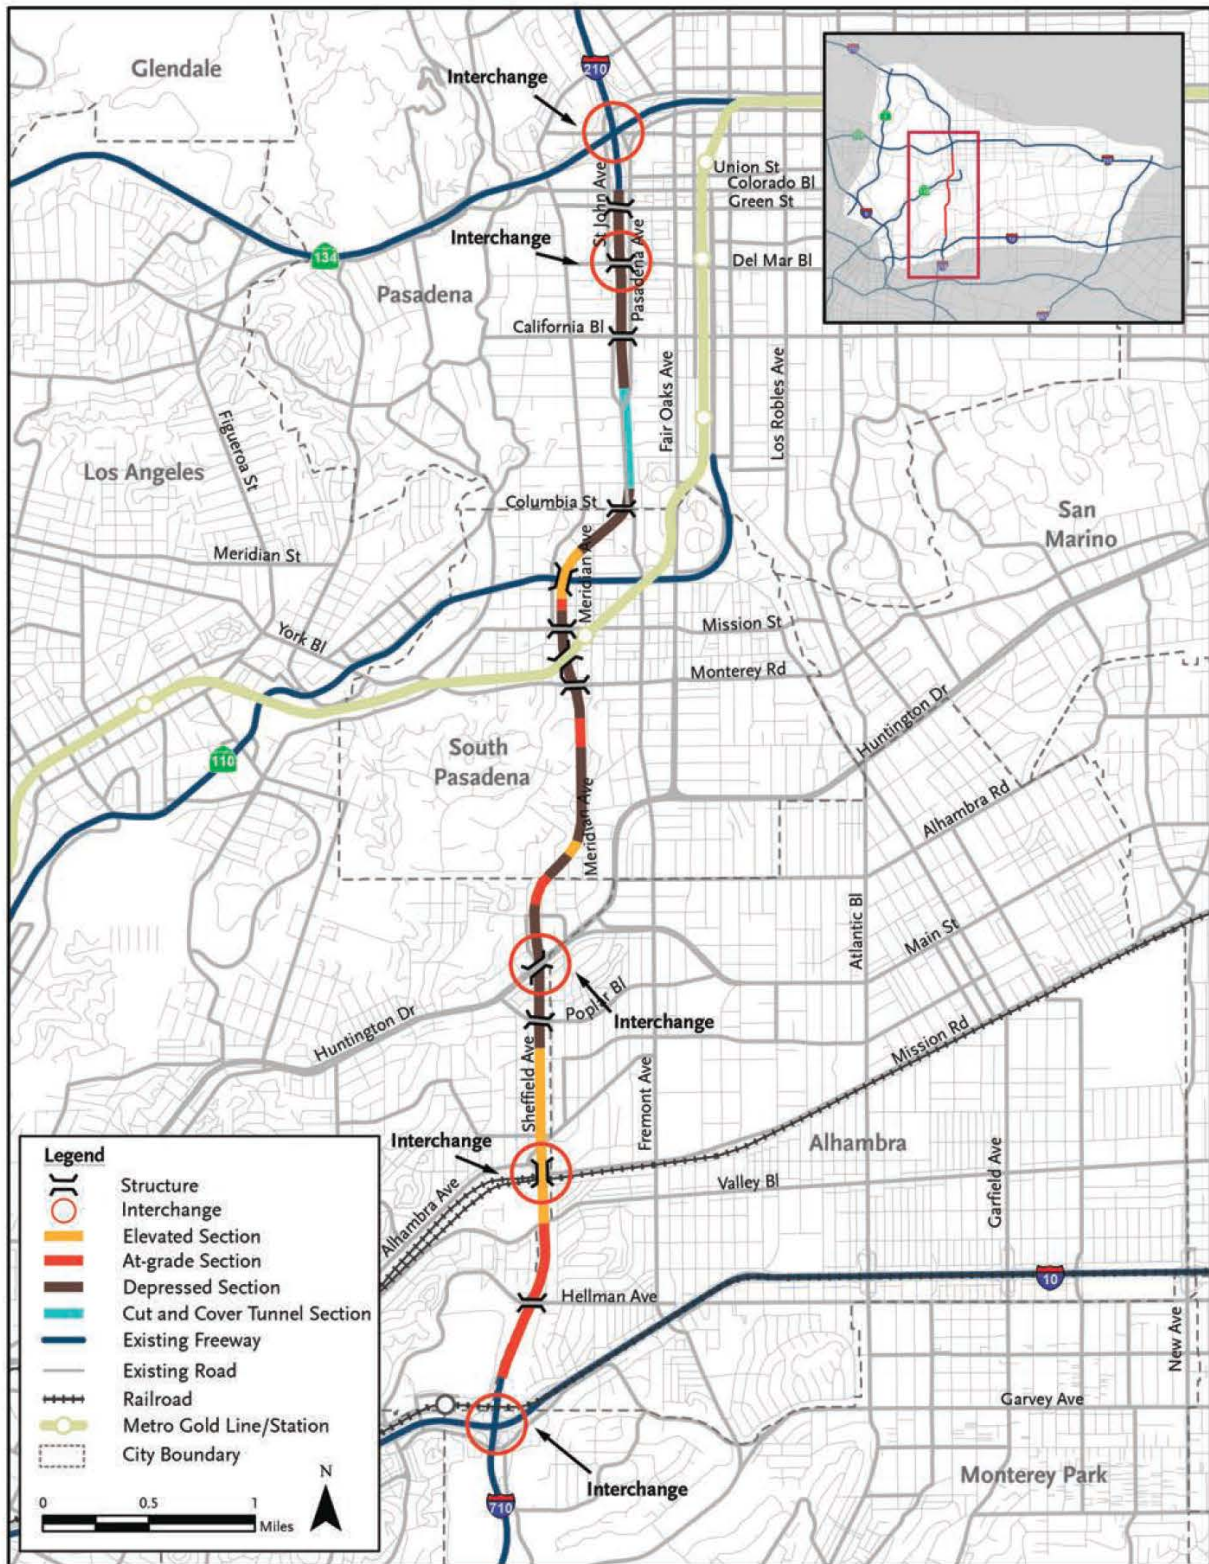 Glendale
Interchange
210
Union St
Colorado Bl
Green St
St John Ave
Interchange
134
Pasadena
Pasadena Ave
Del Mar Bl
California Bl
Fair Oaks Ave
Los Robles Ave
Figueroa St
Los Angeles
Columbia St
San
Marino
Meridian St
Meridian Ave
York Bl
Mission St
Monterey Rd
Huntington Dr
110
South
Pasadena
Meridian Ave
Alhambra Rd
Atlantic Bl
Main St
Poplar Bl
Interchange
Huntington Dr
Mission Rd
Sheffield Ave
Fremont Ave
Interchange
Alhambra
Alhambra Ave
Valley Bl
Garfield Ave
Hellman Ave
10
New Ave
Garvey Ave
Interchange
Monterey Park
710
Legend
Structure
Interchange
Elevated Section
At-grade Section
Depressed Section
Cut and Cover Tunnel Section
Existing Freeway
Existing Road
Railroad
Metro Gold Line/Station
City Boundary
N
0 0.5 1
Miles